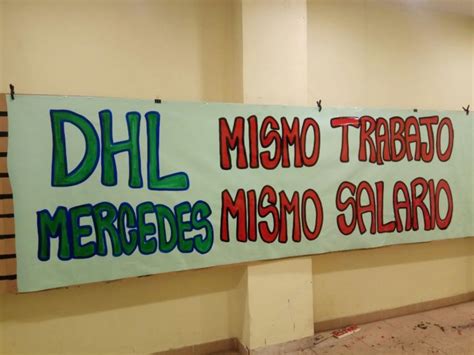 DHL MISMO TRABAJO
MERCEDES MISMO SALARIO